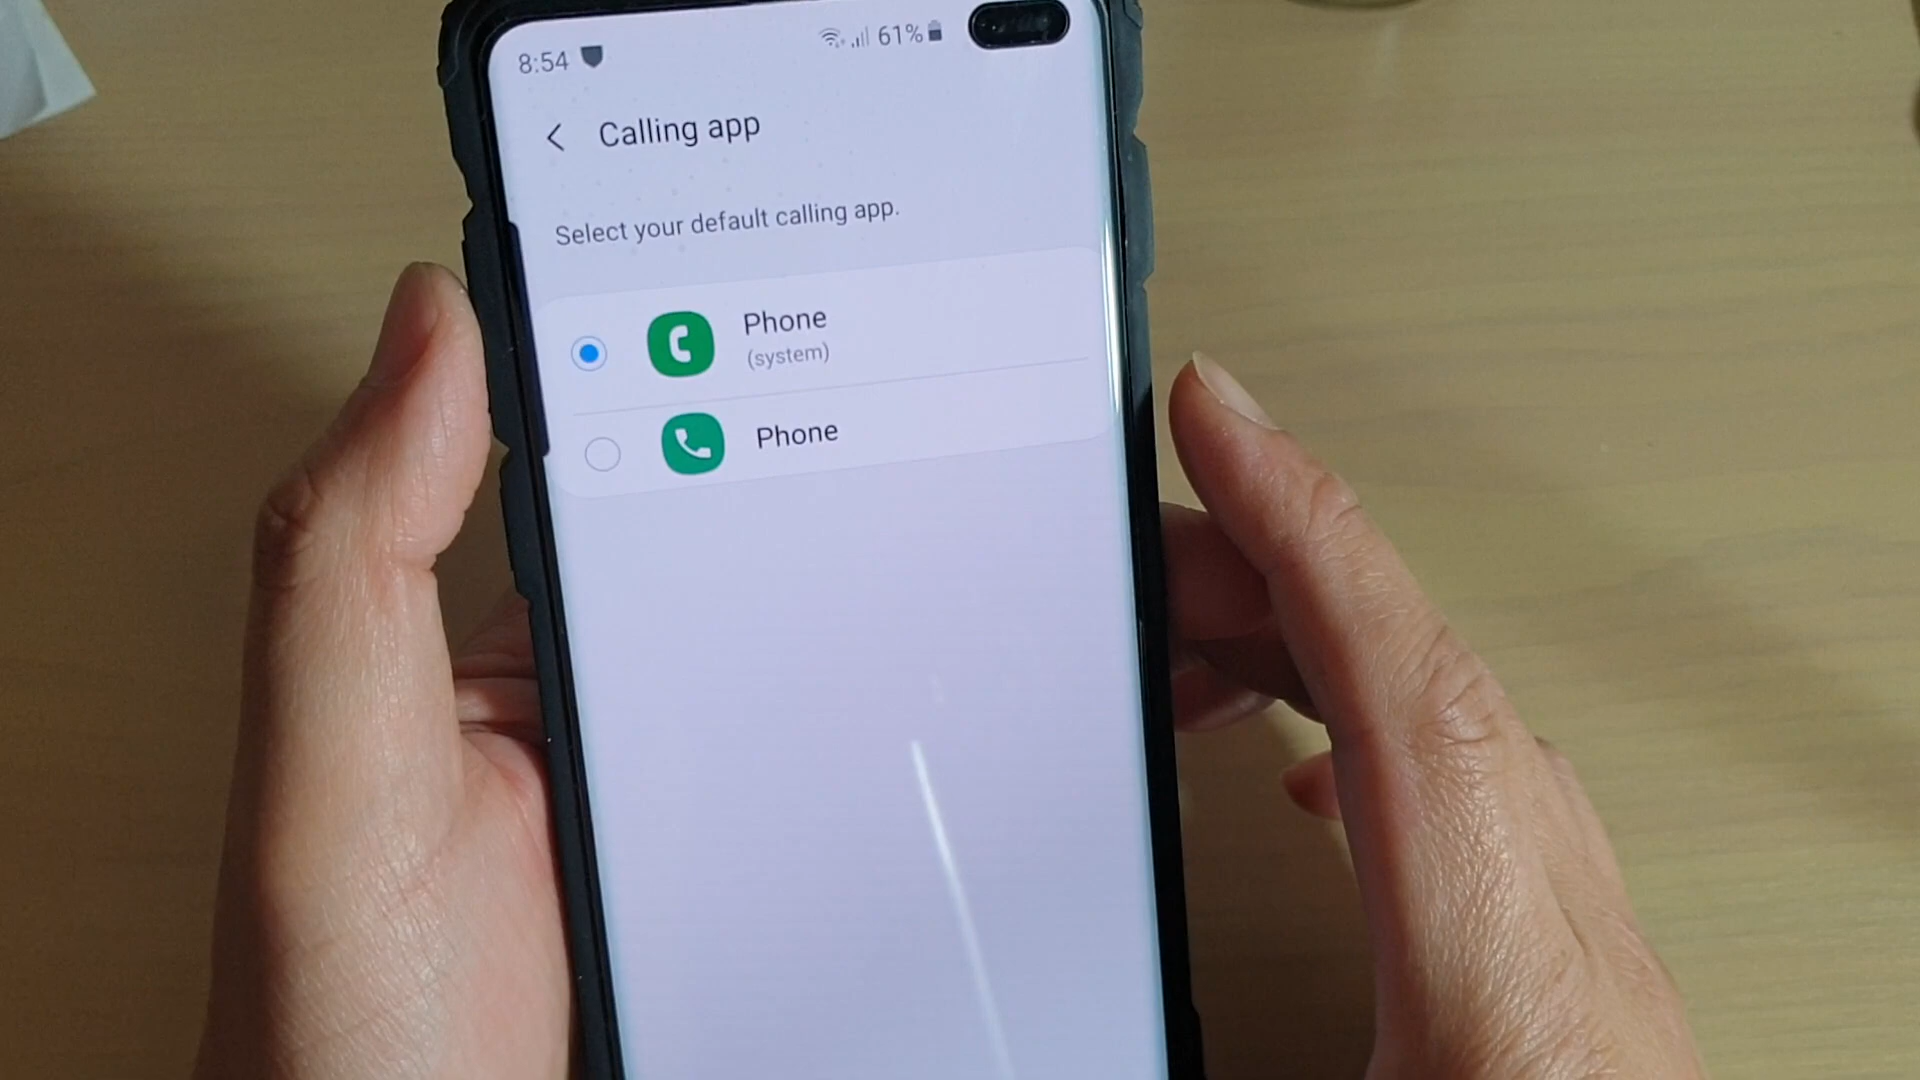 8:54 61%
Calling app
Select your default calling app.
Phone
(system)
Phone